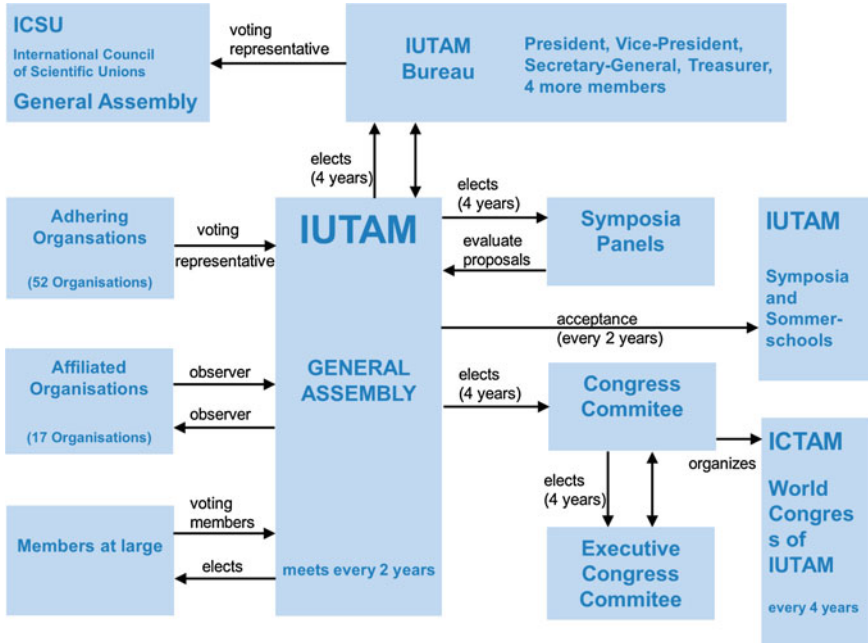 ICSU
International Council
of Scientific Unions
General Assembly
voting
representative
IUTAM
Bureau
President, Vice-President,
Secretary-General, Treasurer,
4 more members
elects
(4 years)
Adhering
Organsations
(52 Organisations)
voting
representative
IUTAM
GENERAL
ASSEMBLY
meets every 2 years
elects
(4 years)
evaluate
proposals
Symposia
Panels
IUTAM
Symposia
and
Sommer-
schools
acceptance
(every 2 years)
Affiliated
Organisations
(17 Organisations)
observer
observer
elects
(4 years)
Congress
Commitee
organizes
ICTAM
World
Congres
s of
IUTAM
every 4 years
elects
(4 years)
Executive
Congress
Commitee
Members at large
voting
members
elects